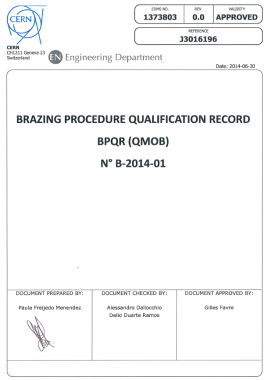 EDMS NO. REV. VALIDITY
1373803 0.0 APPROVED
REFERENCE
J3016196
CERN
CERN
CH1211 Geneva 23
Switzerland
EN Engineering Department
Date: 2014-06-30
BRAZING PROCEDURE QUALIFICATION RECORD
BPQR (QMOB)
N° B-2014-01
DOCUMENT PREPARED BY: DOCUMENT CHECKED BY: DOCUMENT APPROVED BY:
Paula Freijedo Menendez Alessandro Dallocchio Gilles Favre
Delio Duarte Ramos